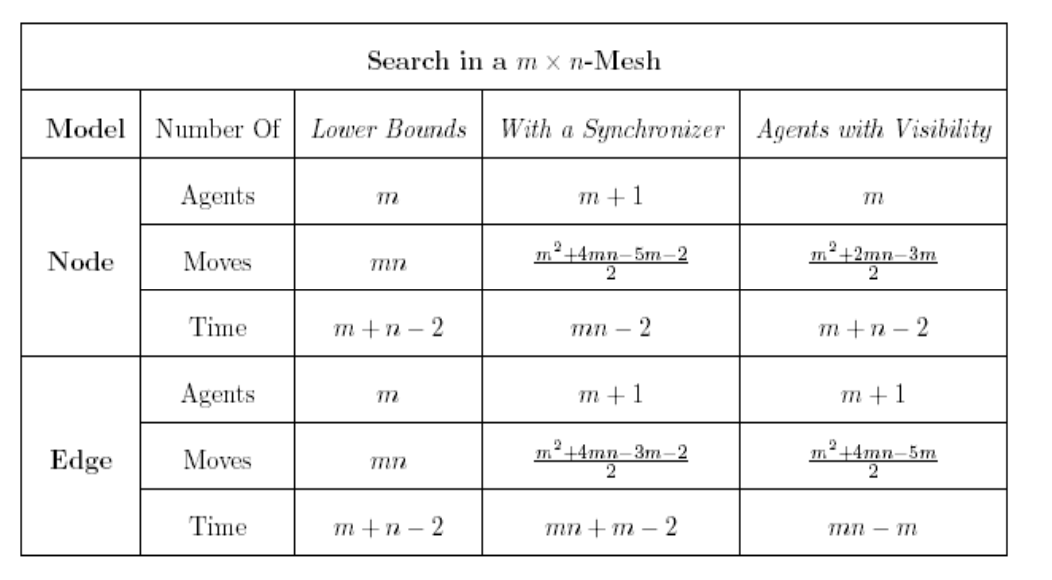 Search in a m × n-Mesh
Model Number Of Lower Bounds With a Synchronizer Agents with Visibility
Agents m m + 1 m
Node Moves mn \frac{m^2+4mn-5m-2}{2} \frac{m^2+2mn-3m}{2}
Time m + n − 2 mn − 2 m + n − 2
Agents m m + 1 m + 1
Edge Moves mn \frac{m^2+4mn-3m-2}{2} \frac{m^2+4mn-5m}{2}
Time m + n − 2 mn + m − 2 mn − m